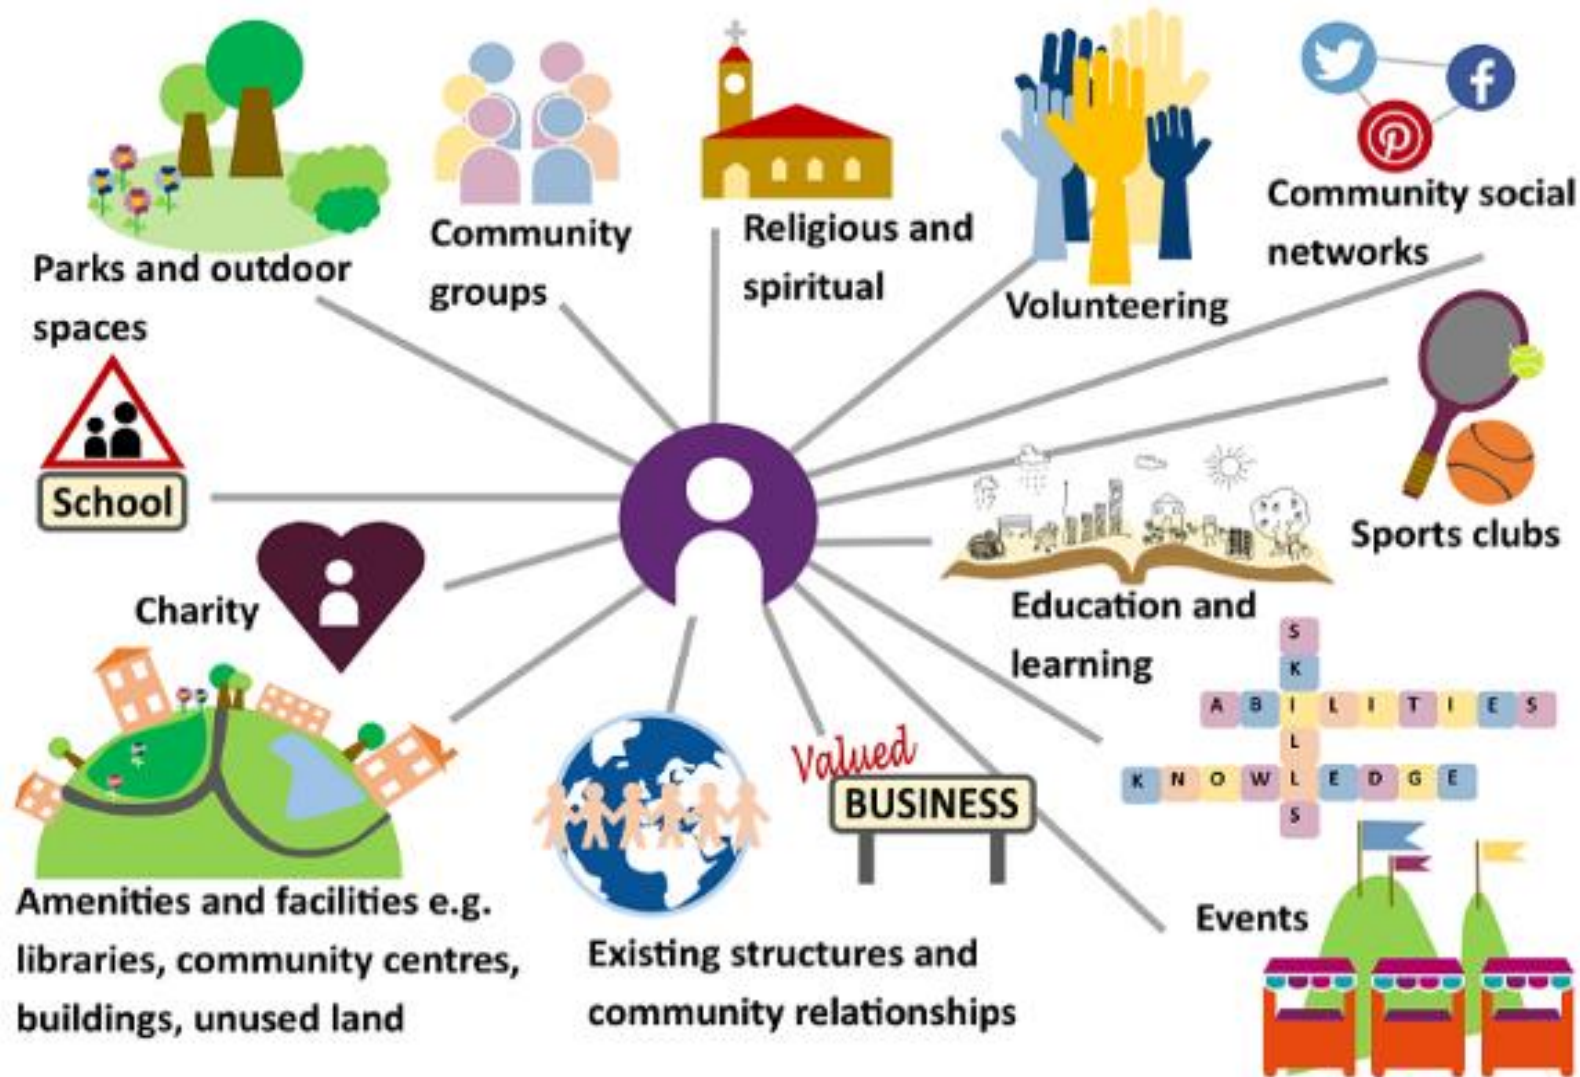 Parks and outdoor
spaces
Community
groups
Religious and
spiritual
Volunteering
Community social
networks
School
Charity
Sports clubs
Education and
learning
SKILLS
ABILITIES
KNOWLEDGE
Amenities and facilities e.g.
libraries, community centres,
buildings, unused land
Existing structures and
community relationships
Valued
BUSINESS
Events